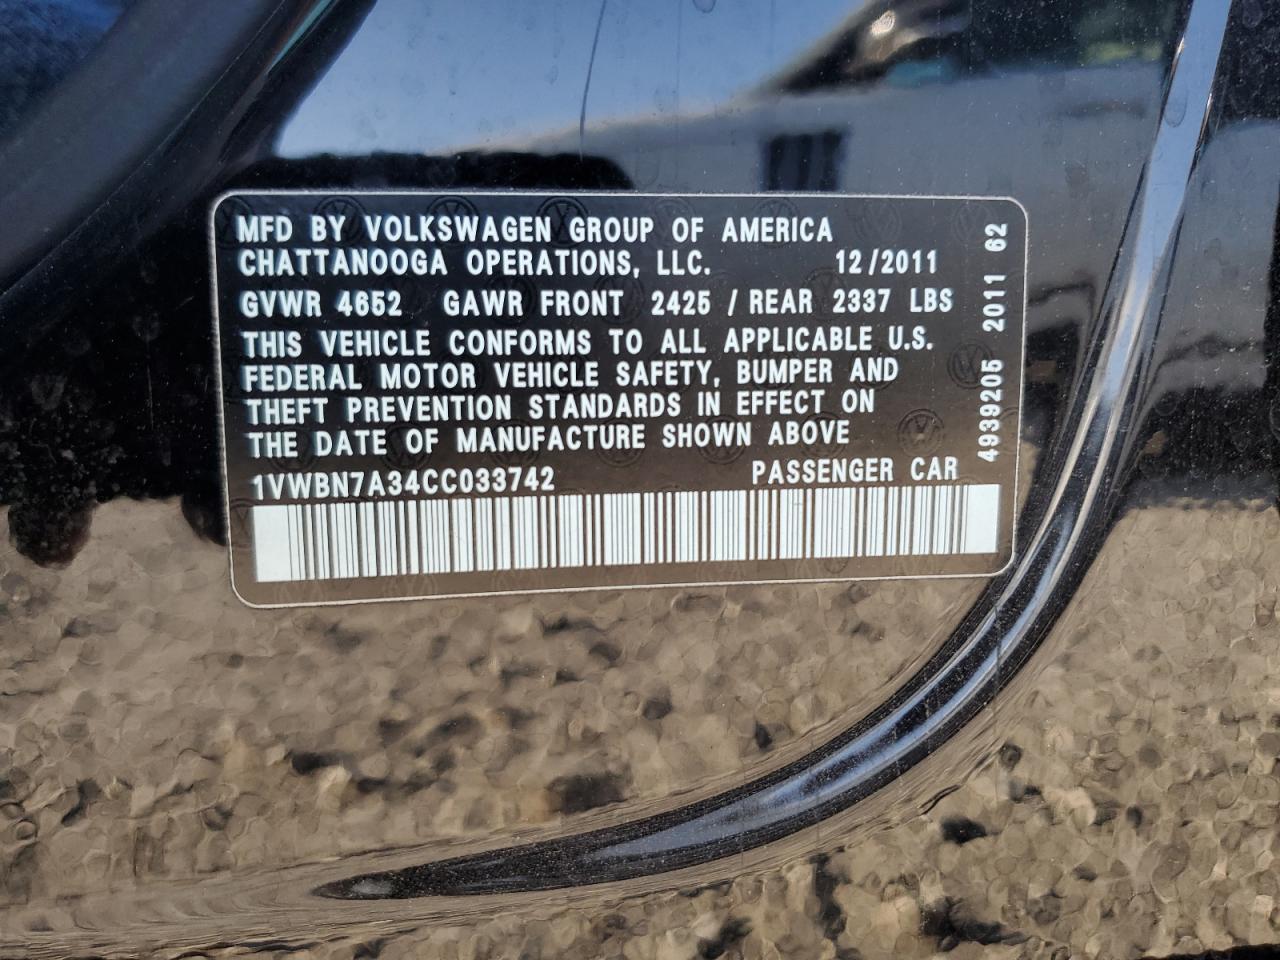 MFD BY VOLKSWAGEN GROUP OF AMERICA
CHATTANOOGA OPERATIONS, LLC. 12/2011
GVWR 4652 GAWR FRONT 2425 / REAR 2337 LBS
THIS VEHICLE CONFORMS TO ALL APPLICABLE U.S.
FEDERAL MOTOR VEHICLE SAFETY, BUMPER AND
THEFT PREVENTION STANDARDS IN EFFECT ON
THE DATE OF MANUFACTURE SHOWN ABOVE
1VWBN7A34CC033742 PASSENGER CAR
4939205 2011 62